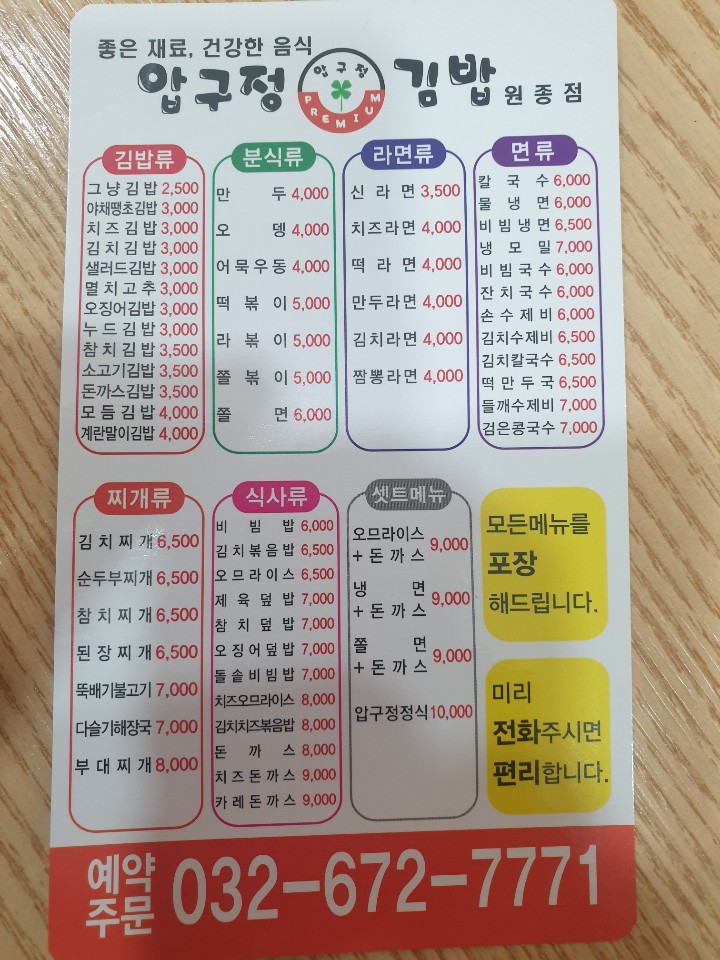 좋은 재료, 건강한 음식
압구정 김밥 원종점
압구정
PREMIUM
김밥류
그냥김밥 2,500
야채땡초김밥 3,000
치즈김밥 3,000
김치김밥 3,000
샐러드김밥 3,000
멸치고추 3,000
오징어김밥 3,000
누드김밥 3,000
참치김밥 3,500
소고기김밥 3,500
돈까스김밥 3,500
모듬김밥 4,000
계란말이김밥 4,000
분식류
만두 4,000
오뎅 4,000
어묵우동 4,000
떡볶이 5,000
라볶이 5,000
쫄볶이 5,000
쫄면 6,000
라면류
신라면 3,500
치즈라면 4,000
떡라면 4,000
만두라면 4,000
김치라면 4,000
짬뽕라면 4,000
면류
칼국수 6,000
물냉면 6,000
비빔냉면 6,500
냉모밀 7,000
비빔국수 6,000
잔치국수 6,000
손수제비 6,000
김치수제비 6,500
김치칼국수 6,500
떡만두국 6,500
들깨수제비 7,000
검은콩국수 7,000
찌개류
김치찌개 6,500
순두부찌개 6,500
참치찌개 6,500
된장찌개 6,500
뚝배기불고기 7,000
다슬기해장국 7,000
부대찌개 8,000
식사류
비빔밥 6,000
김치볶음밥 6,500
오므라이스 6,500
제육덮밥 7,000
참치덮밥 7,000
오징어덮밥 7,000
돌솥비빔밥 7,000
치즈오므라이스 8,000
김치치즈볶음밥 8,000
돈까스 8,000
치즈돈까스 9,000
카레돈까스 9,000
셋트메뉴
오므라이스
+돈까스 9,000
냉면
+돈까스 9,000
쫄면
+돈까스 9,000
압구정정식 10,000
모든메뉴를
포장
해드립니다.
미리
전화주시면
편리합니다.
예약
주문 032-672-7771